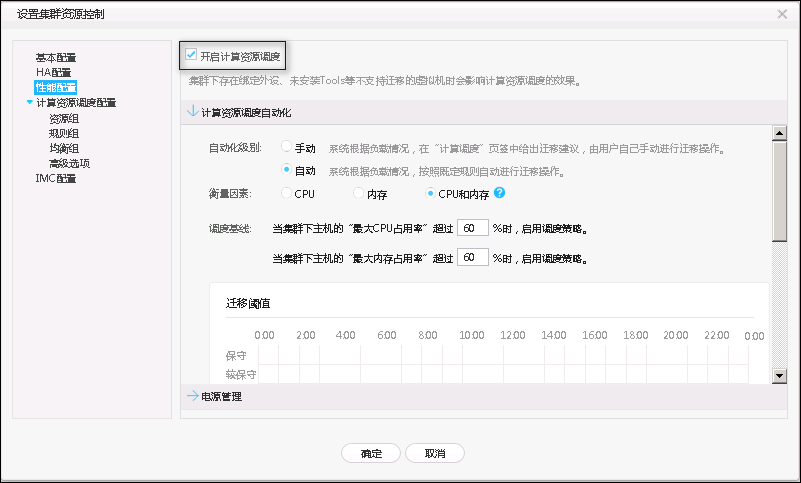 设置集群资源控制
基本配置
HA配置
性能配置
计算资源调度配置
资源组
规则组
均衡组
高级选项
IMC配置
开启计算资源调度
集群下存在绑定外设、未安装Tools等不支持迁移的虚拟机时会影响计算资源调度的效果。
计算资源调度自动化
自动化级别: 手动 系统根据负载情况，在“计算调度”页签中给出迁移建议，由用户自己手动进行迁移操作。
自动 系统根据负载情况，按照既定规则自动进行迁移操作。
衡量因素: CPU 内存 CPU和内存 ?
调度基线: 当集群下主机的“最大CPU占用率”超过 60 %时，启用调度策略。
当集群下主机的“最大内存占用率”超过 60 %时，启用调度策略。
迁移阈值
0:00 2:00 4:00 6:00 8:00 10:00 12:00 14:00 16:00 18:00 20:00 22:00 0:00
保守
较保守
电源管理
确定 取消